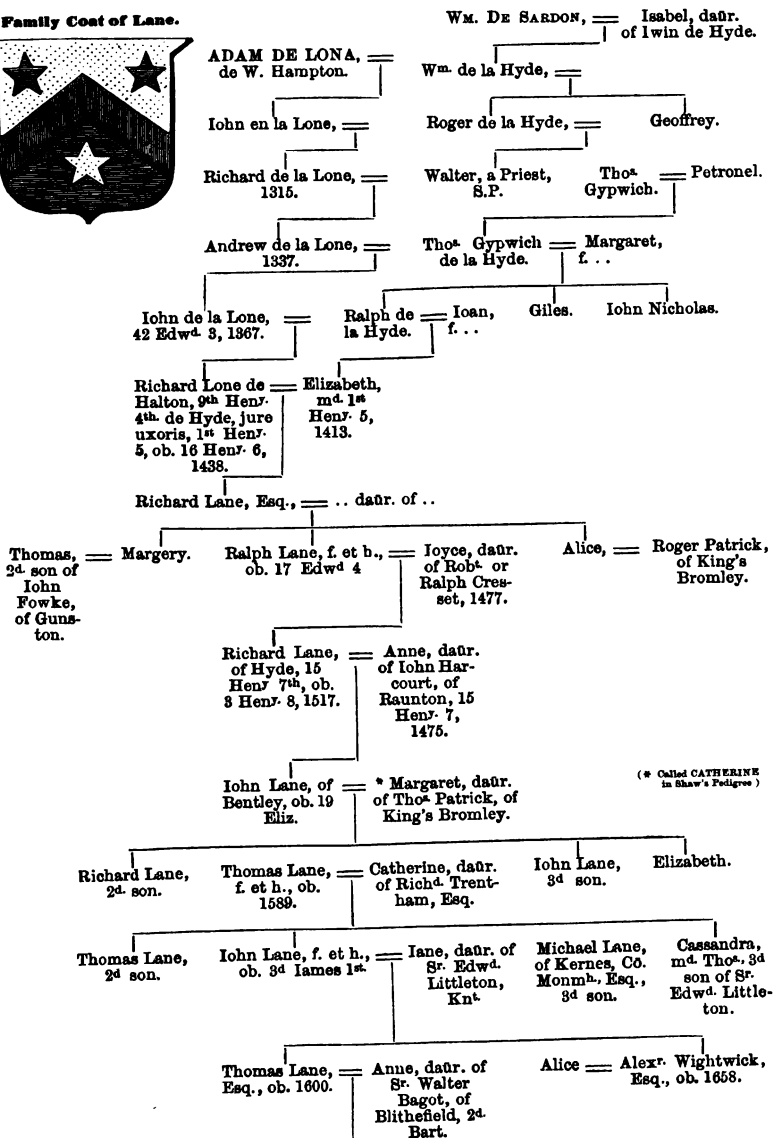 Family Coat of Lane.
WM. DE SARDON, = Isabel, daūr.
of Iwin de Hyde.
ADAM DE LONA, =
de W. Hampton.
Wm. de la Hyde, =
Iohn en la Lone, =
Roger de la Hyde, =
Geoffrey.
Richard de la Lone, =
1315.
Walter, a Priest,
S.P.
Thos. = Petronel.
Gypwich.
Andrew de la Lone, =
1337.
Thos. Gypwich = Margaret,
de la Hyde. f. . .
Iohn de la Lone, =
42 Edwd. 3, 1367.
Ralph de = Ioan,
la Hyde. f. . .
Giles.
Iohn Nicholas.
Richard Lone de =
Halton, 9th Heny.
4th. de Hyde, jure
uxoris, 1st Heny.
5, ob. 16 Heny. 6,
1438.
Elizabeth,
md. 1st
Heny. 5,
1413.
Richard Lane, Esq., = .. daūr. of ..
Thomas, = Margery.
2d. son of
Iohn
Fowke,
of Guns-
ton.
Ralph Lane, f. et h., =
ob. 17 Edwd 4
Ioyce, daūr.
of Robt. or
Ralph Cres-
set, 1477.
Alice, = Roger Patrick,
of King's
Bromley.
Richard Lane, =
of Hyde, 15
Heny 7th, ob.
3 Heny. 8, 1517.
Anne, daūr.
of Iohn Har-
court, of
Raunton, 15
Heny. 7,
1475.
Iohn Lane, of =
Bentley, ob. 19
Eliz.
* Margaret, daūr.
of Thos. Patrick, of
King's Bromley.
(* Called CATHERINE
in Shaw's Pedigree)
Richard Lane,
2d. son.
Thomas Lane, =
f. et h., ob.
1589.
Catherine, daūr.
of Richd. Trent-
ham, Esq.
Iohn Lane,
3d son.
Elizabeth.
Thomas Lane,
2d son.
Iohn Lane, f. et h., =
ob. 3d Iames 1st.
Iane, daūr. of
Sr. Edwd.
Littleton,
Knt.
Michael Lane,
of Kernes, Cō.
Monmh., Esq.,
3d son.
Cassandra,
md. Thos., 3d
son of Sr.
Edwd. Little-
ton.
Thomas Lane, =
Esq., ob. 1600.
Anne, daūr. of
Sr. Walter
Bagot, of
Blithefield, 2d.
Bart.
Alice = Alexr. Wightwick,
Esq., ob. 1658.